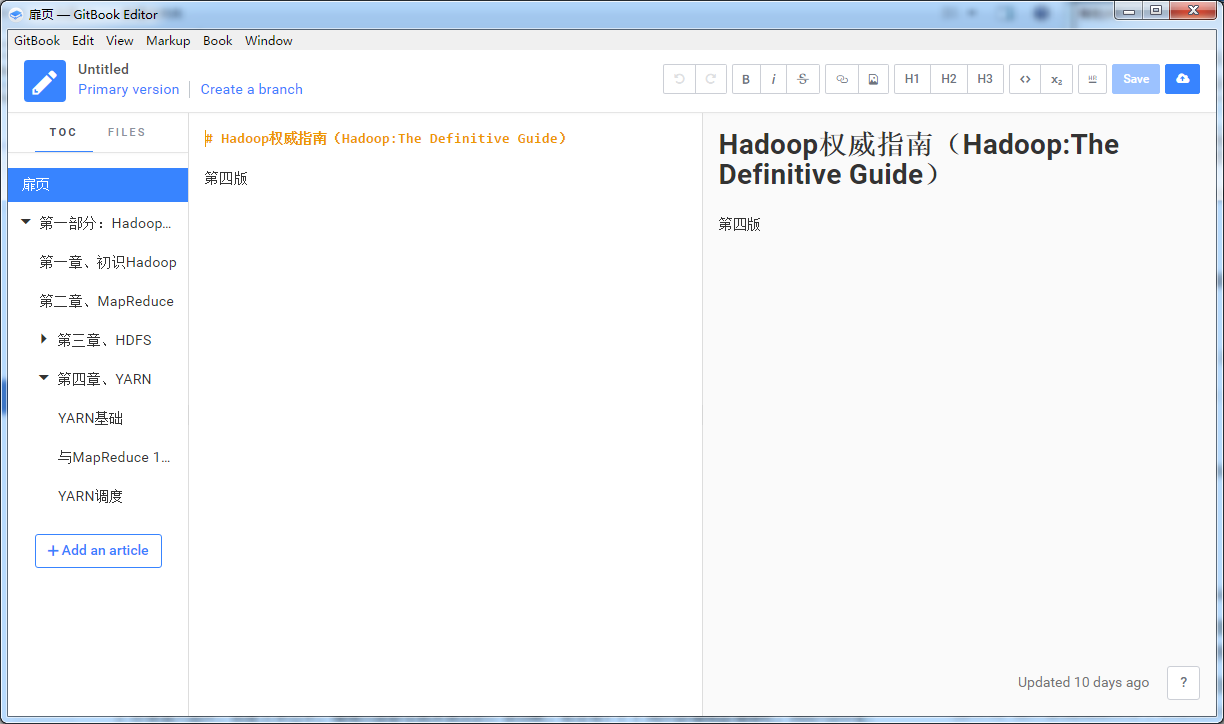 扉页 — GitBook Editor
GitBook Edit View Markup Book Window
Untitled
Primary version Create a branch
B i S H1 H2 H3 <> x₂ Save
TOC FILES
扉页
第一部分：Hadoop...
第一章、初识Hadoop
第二章、MapReduce
第三章、HDFS
第四章、YARN
YARN基础
与MapReduce 1...
YARN调度
+ Add an article
# Hadoop权威指南（Hadoop:The Definitive Guide）
第四版
Hadoop权威指南（Hadoop:The
Definitive Guide）
第四版
Updated 10 days ago ?